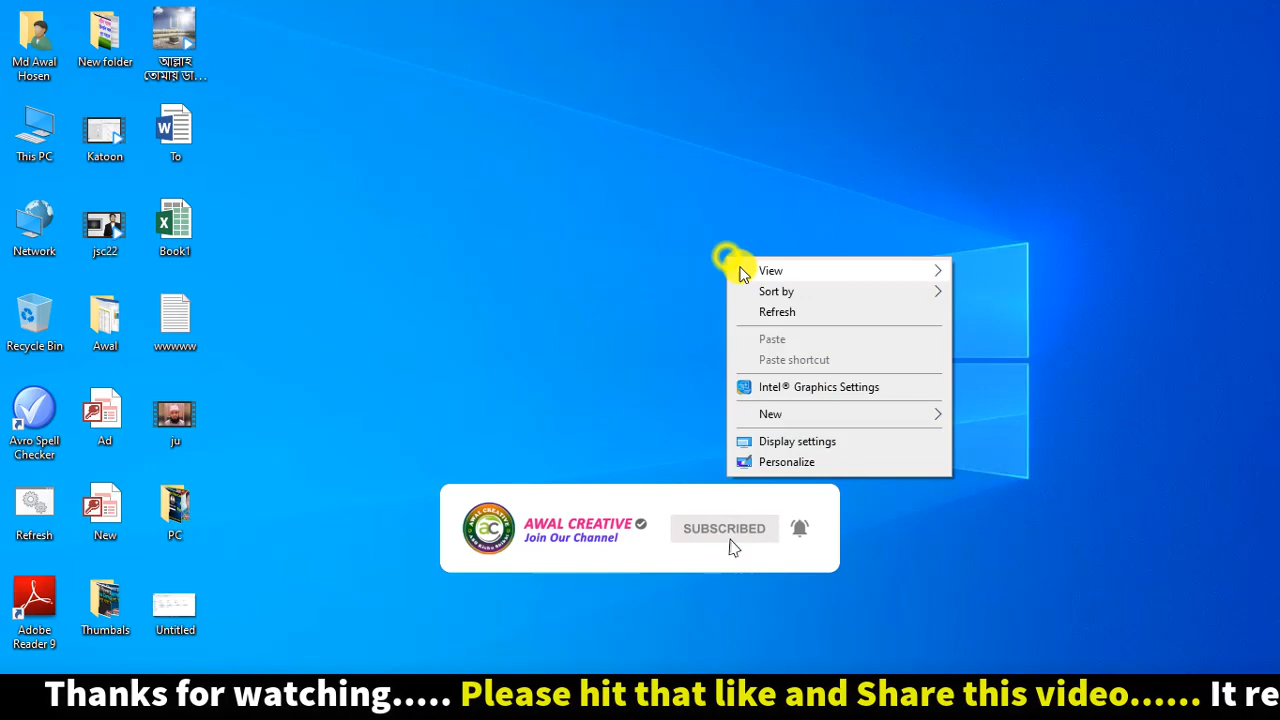 Md Awal
Hosen
New folder
আল্লাহ
তোমায় ডা...
This PC
Katoon
W
To
Network
jsc22
X
Book1
Recycle Bin
Awal
wwwww
Avro Spell
Checker
Ad
ju
Refresh
New
PC
Adobe
Reader 9
Thumbals
Untitled
View
Sort by
Refresh
Paste
Paste shortcut
Intel® Graphics Settings
New
Display settings
Personalize
ac
AWAL CREATIVE
Join Our Channel
SUBSCRIBED
Thanks for watching..... Please hit that like and Share this video...... It re